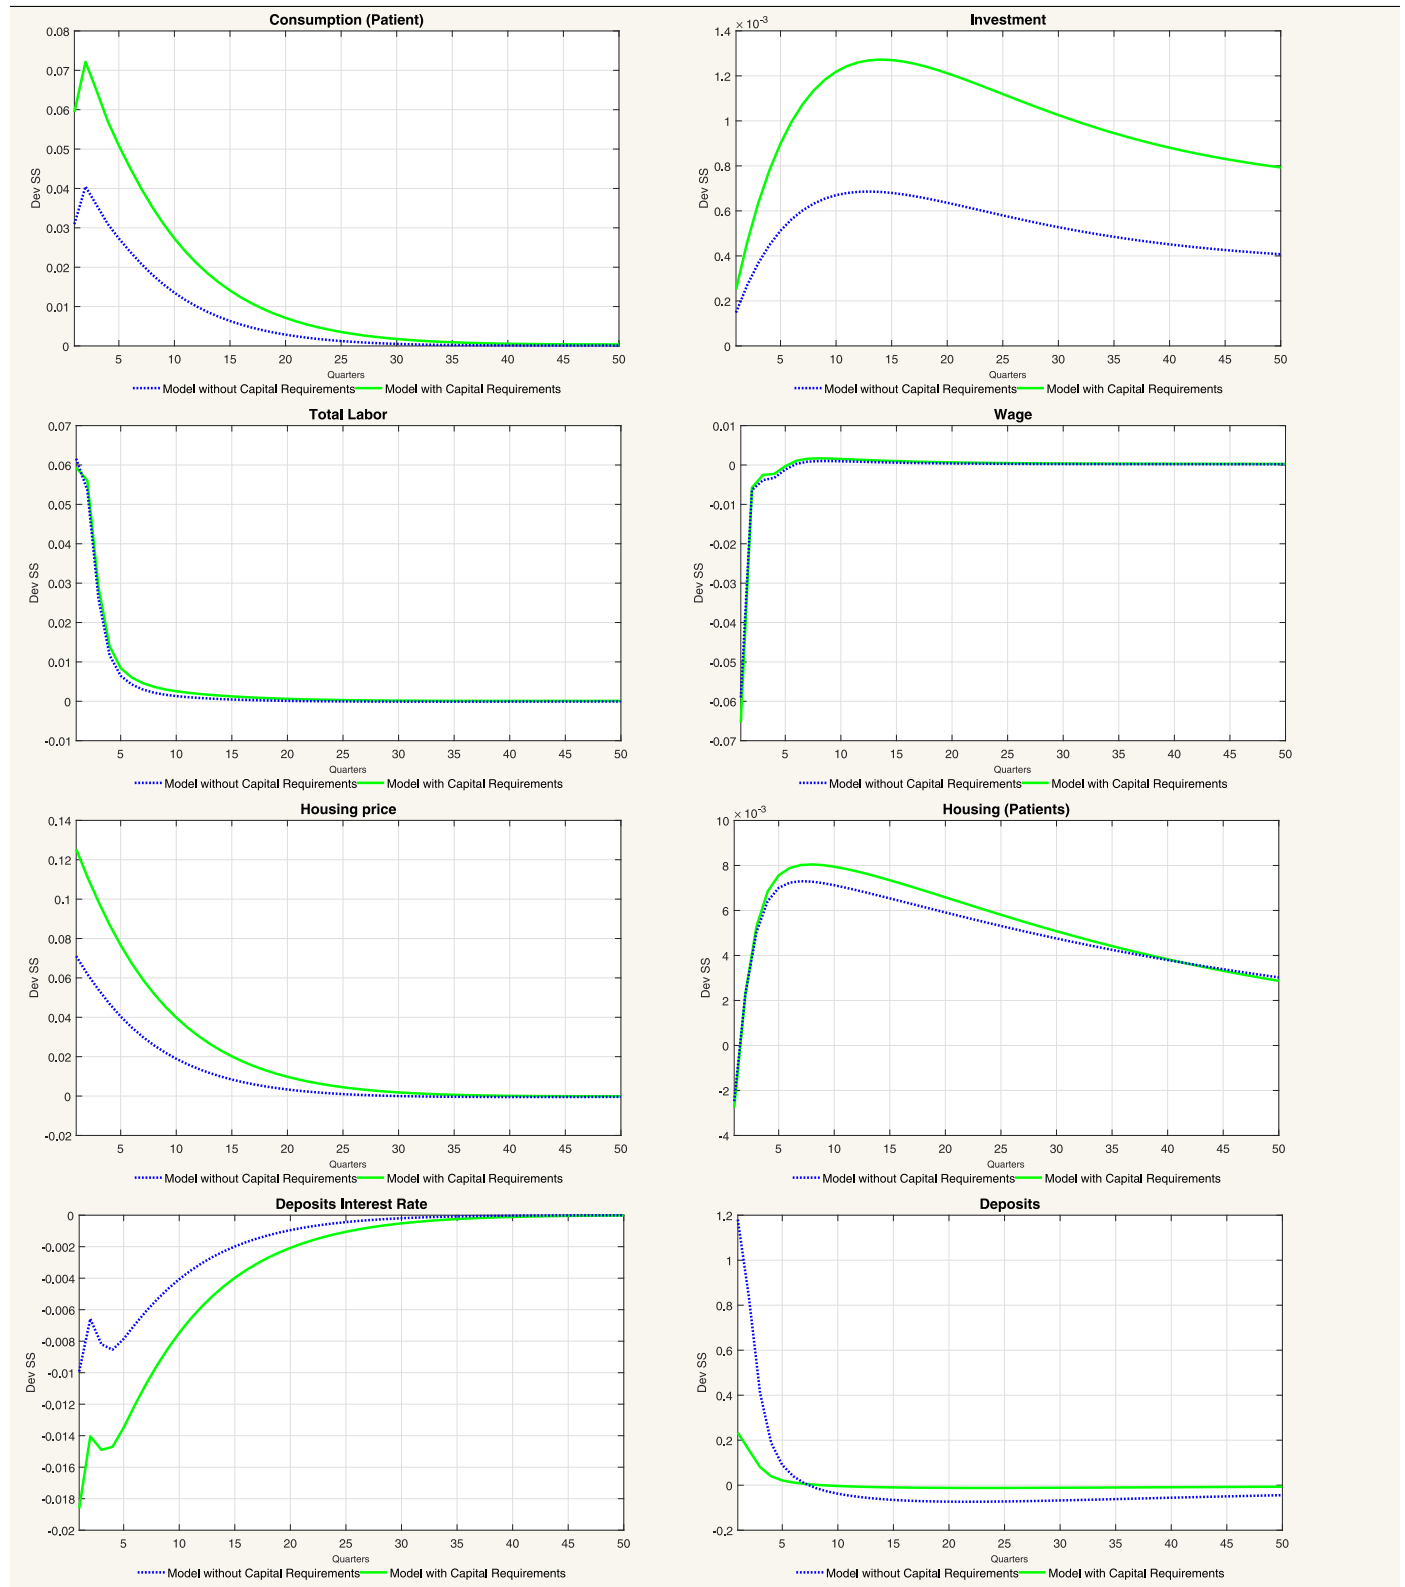 Consumption (Patient)
0.08
0.07
0.06
0.05
0.04
0.03
0.02
0.01
0
Dev SS
5 10 15 20 25 30 35 40 45 50
Quarters
Model without Capital Requirements Model with Capital Requirements
Investment
× 10-3
1.4
1.2
1
0.8
0.6
0.4
0.2
0
Dev SS
5 10 15 20 25 30 35 40 45 50
Quarters
Model without Capital Requirements Model with Capital Requirements
Total Labor
0.07
0.06
0.05
0.04
0.03
0.02
0.01
0
-0.01
Dev SS
5 10 15 20 25 30 35 40 45 50
Quarters
Model without Capital Requirements Model with Capital Requirements
Wage
0.01
0
-0.01
-0.02
-0.03
-0.04
-0.05
-0.06
-0.07
Dev SS
5 10 15 20 25 30 35 40 45 50
Quarters
Model without Capital Requirements Model with Capital Requirements
Housing price
0.14
0.12
0.1
0.08
0.06
0.04
0.02
0
-0.02
Dev SS
5 10 15 20 25 30 35 40 45 50
Quarters
Model without Capital Requirements Model with Capital Requirements
Housing (Patients)
× 10-3
10
8
6
4
2
0
-2
-4
Dev SS
5 10 15 20 25 30 35 40 45 50
Quarters
Model without Capital Requirements Model with Capital Requirements
Deposits Interest Rate
0
-0.002
-0.004
-0.006
-0.008
-0.01
-0.012
-0.014
-0.016
-0.018
-0.02
Dev SS
5 10 15 20 25 30 35 40 45 50
Quarters
Model without Capital Requirements Model with Capital Requirements
Deposits
1.2
1
0.8
0.6
0.4
0.2
0
-0.2
Dev SS
5 10 15 20 25 30 35 40 45 50
Quarters
Model without Capital Requirements Model with Capital Requirements